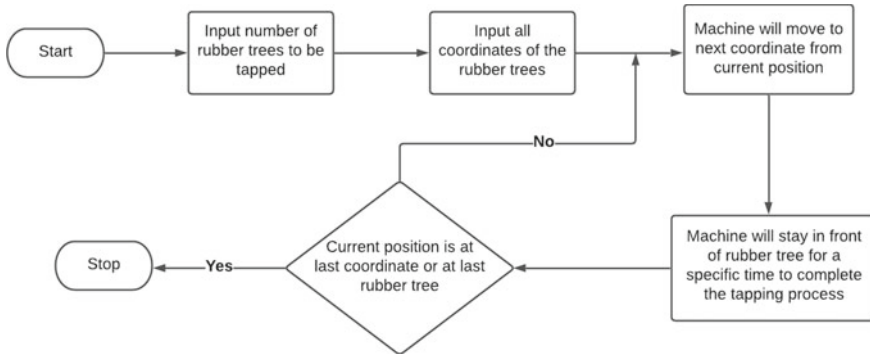 Start
Input number of
rubber trees to be
tapped
Input all
coordinates of the
rubber trees
Machine will move to
next coordinate from
current position
No
Machine will stay in front
of rubber tree for a
specific time to complete
the tapping process
Current position is at
last coordinate or at last
rubber tree
Yes
Stop